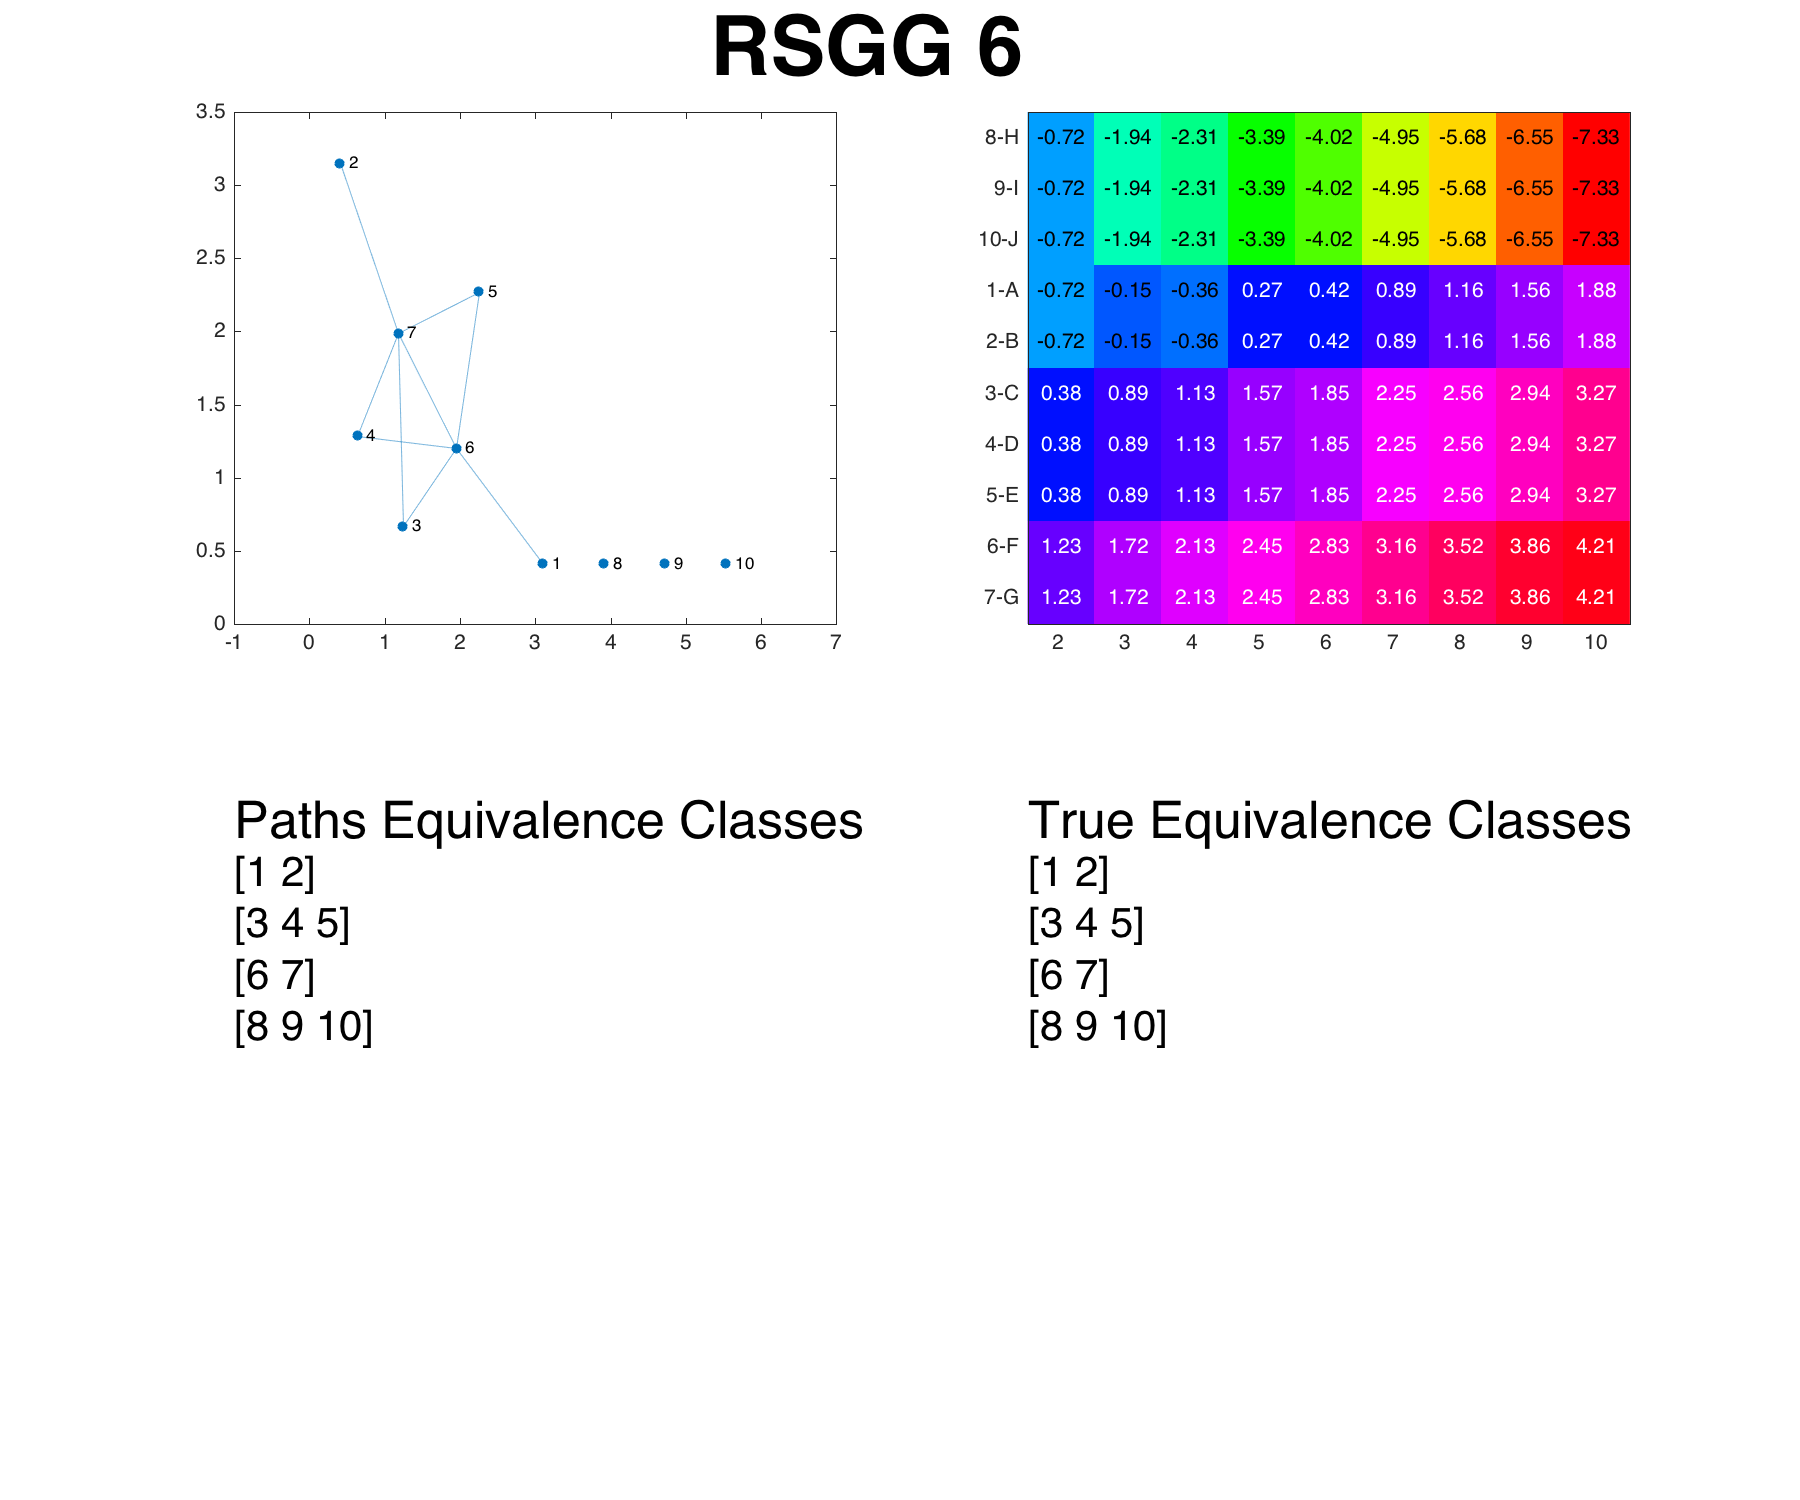 RSGG 6
3.5
3
2.5
2
1.5
1
0.5
0
-1 0 1 2 3 4 5 6 7
2
5
7
4
6
3
1 8 9 10
8-H -0.72 -1.94 -2.31 -3.39 -4.02 -4.95 -5.68 -6.55 -7.33
9-I -0.72 -1.94 -2.31 -3.39 -4.02 -4.95 -5.68 -6.55 -7.33
10-J -0.72 -1.94 -2.31 -3.39 -4.02 -4.95 -5.68 -6.55 -7.33
1-A -0.72 -0.15 -0.36 0.27 0.42 0.89 1.16 1.56 1.88
2-B -0.72 -0.15 -0.36 0.27 0.42 0.89 1.16 1.56 1.88
3-C 0.38 0.89 1.13 1.57 1.85 2.25 2.56 2.94 3.27
4-D 0.38 0.89 1.13 1.57 1.85 2.25 2.56 2.94 3.27
5-E 0.38 0.89 1.13 1.57 1.85 2.25 2.56 2.94 3.27
6-F 1.23 1.72 2.13 2.45 2.83 3.16 3.52 3.86 4.21
7-G 1.23 1.72 2.13 2.45 2.83 3.16 3.52 3.86 4.21
2 3 4 5 6 7 8 9 10
Paths Equivalence Classes
[1 2]
[3 4 5]
[6 7]
[8 9 10]
True Equivalence Classes
[1 2]
[3 4 5]
[6 7]
[8 9 10]